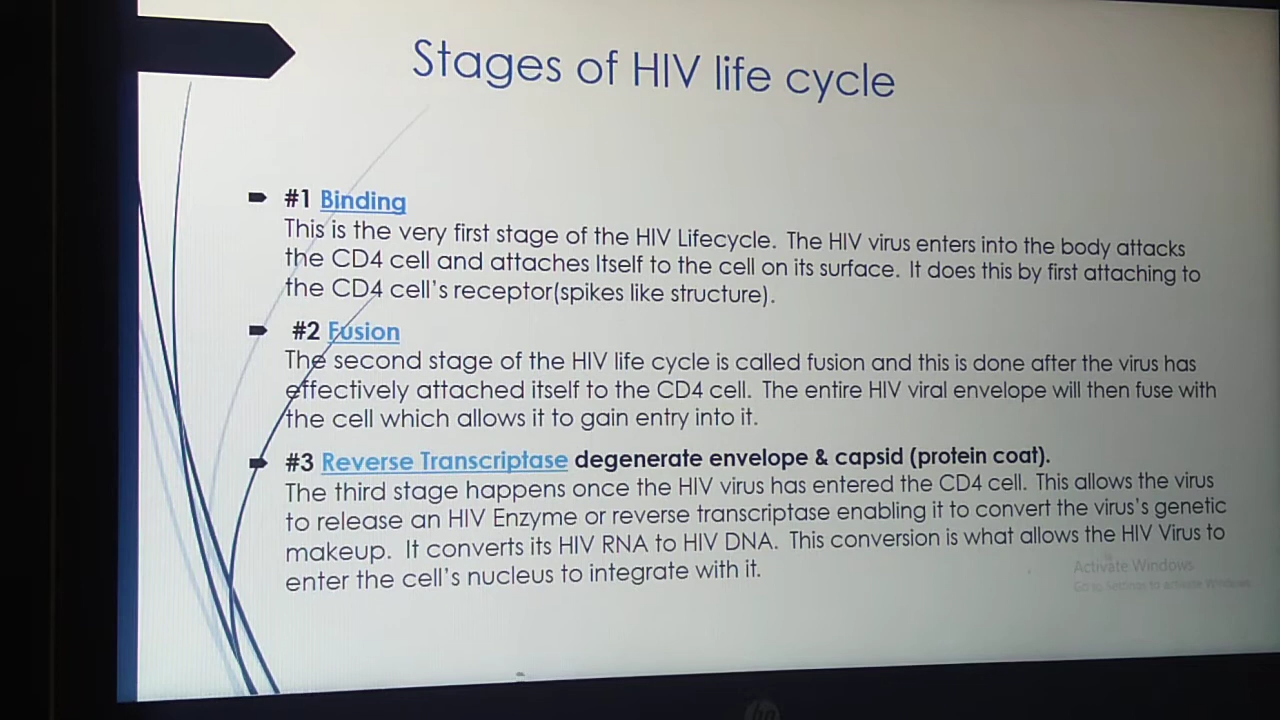 Stages of HIV life cycle
#1 Binding
This is the very first stage of the HIV Lifecycle. The HIV virus enters into the body attacks
the CD4 cell and attaches Itself to the cell on its surface. It does this by first attaching to
the CD4 cell's receptor(spikes like structure).
#2 Fusion
The second stage of the HIV life cycle is called fusion and this is done after the virus has
effectively attached itself to the CD4 cell. The entire HIV viral envelope will then fuse with
the cell which allows it to gain entry into it.
#3 Reverse Transcriptase degenerate envelope & capsid (protein coat).
The third stage happens once the HIV virus has entered the CD4 cell. This allows the virus
to release an HIV Enzyme or reverse transcriptase enabling it to convert the virus's genetic
makeup. It converts its HIV RNA to HIV DNA. This conversion is what allows the HIV Virus to
enter the cell's nucleus to integrate with it.
Activate Windows
Go to Settings to activate Windows
hp